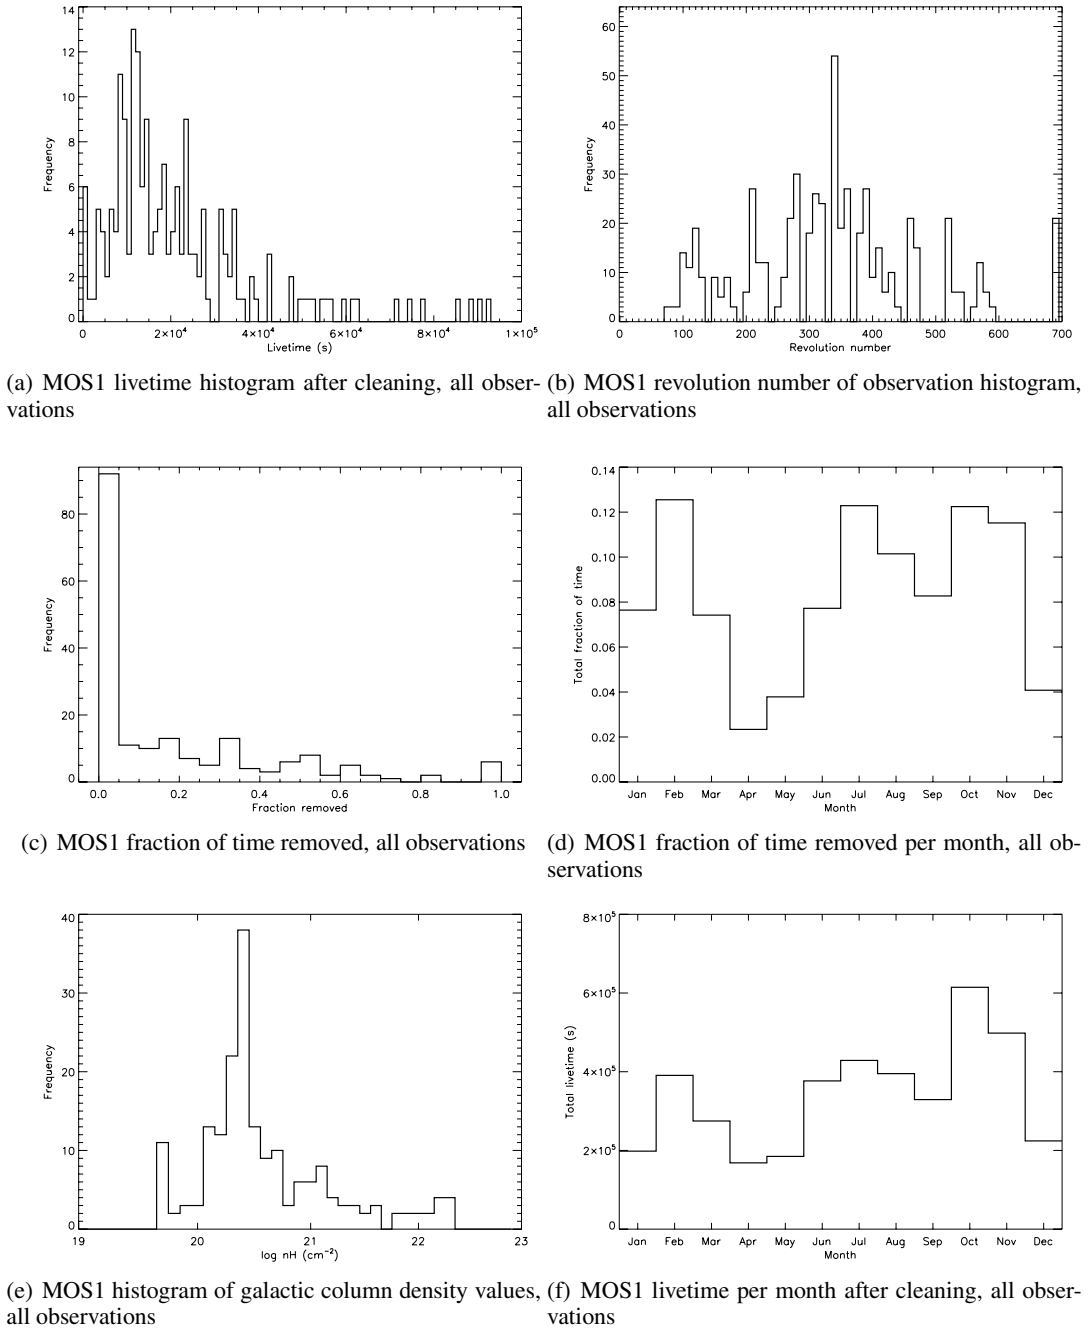 14
12
10
8
6
4
2
0
Frequency
0 2×10⁴ 4×10⁴ 6×10⁴ 8×10⁴ 1×10⁵
Livetime (s)
60
50
40
30
20
10
0
Frequency
0 100 200 300 400 500 600 700
Revolution number
(a) MOS1 livetime histogram after cleaning, all obser-
vations
(b) MOS1 revolution number of observation histogram,
all observations
80
60
40
20
0
Frequency
0.0 0.2 0.4 0.6 0.8 1.0
Fraction removed
0.14
0.12
0.10
0.08
0.06
0.04
0.02
0.00
Total fraction of time
Jan Feb Mar Apr May Jun Jul Aug Sep Oct Nov Dec
Month
(c) MOS1 fraction of time removed, all observations
(d) MOS1 fraction of time removed per month, all ob-
servations
40
30
20
10
0
Frequency
19 20 21 22 23
log nH (cm⁻²)
8×10⁵
6×10⁵
4×10⁵
2×10⁵
0
Total livetime (s)
Jan Feb Mar Apr May Jun Jul Aug Sep Oct Nov Dec
Month
(e) MOS1 histogram of galactic column density values,
all observations
(f) MOS1 livetime per month after cleaning, all obser-
vations